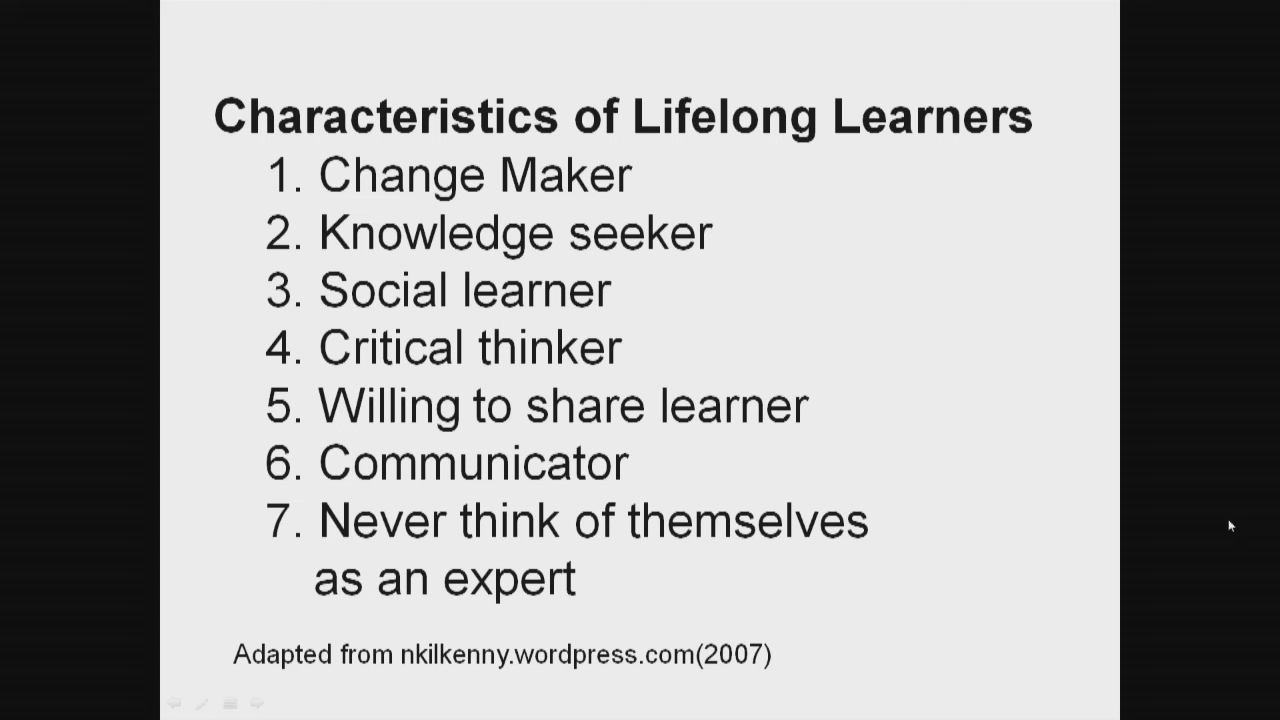 Characteristics of Lifelong Learners
1. Change Maker
2. Knowledge seeker
3. Social learner
4. Critical thinker
5. Willing to share learner
6. Communicator
7. Never think of themselves
as an expert
Adapted from nkilkenny.wordpress.com(2007)